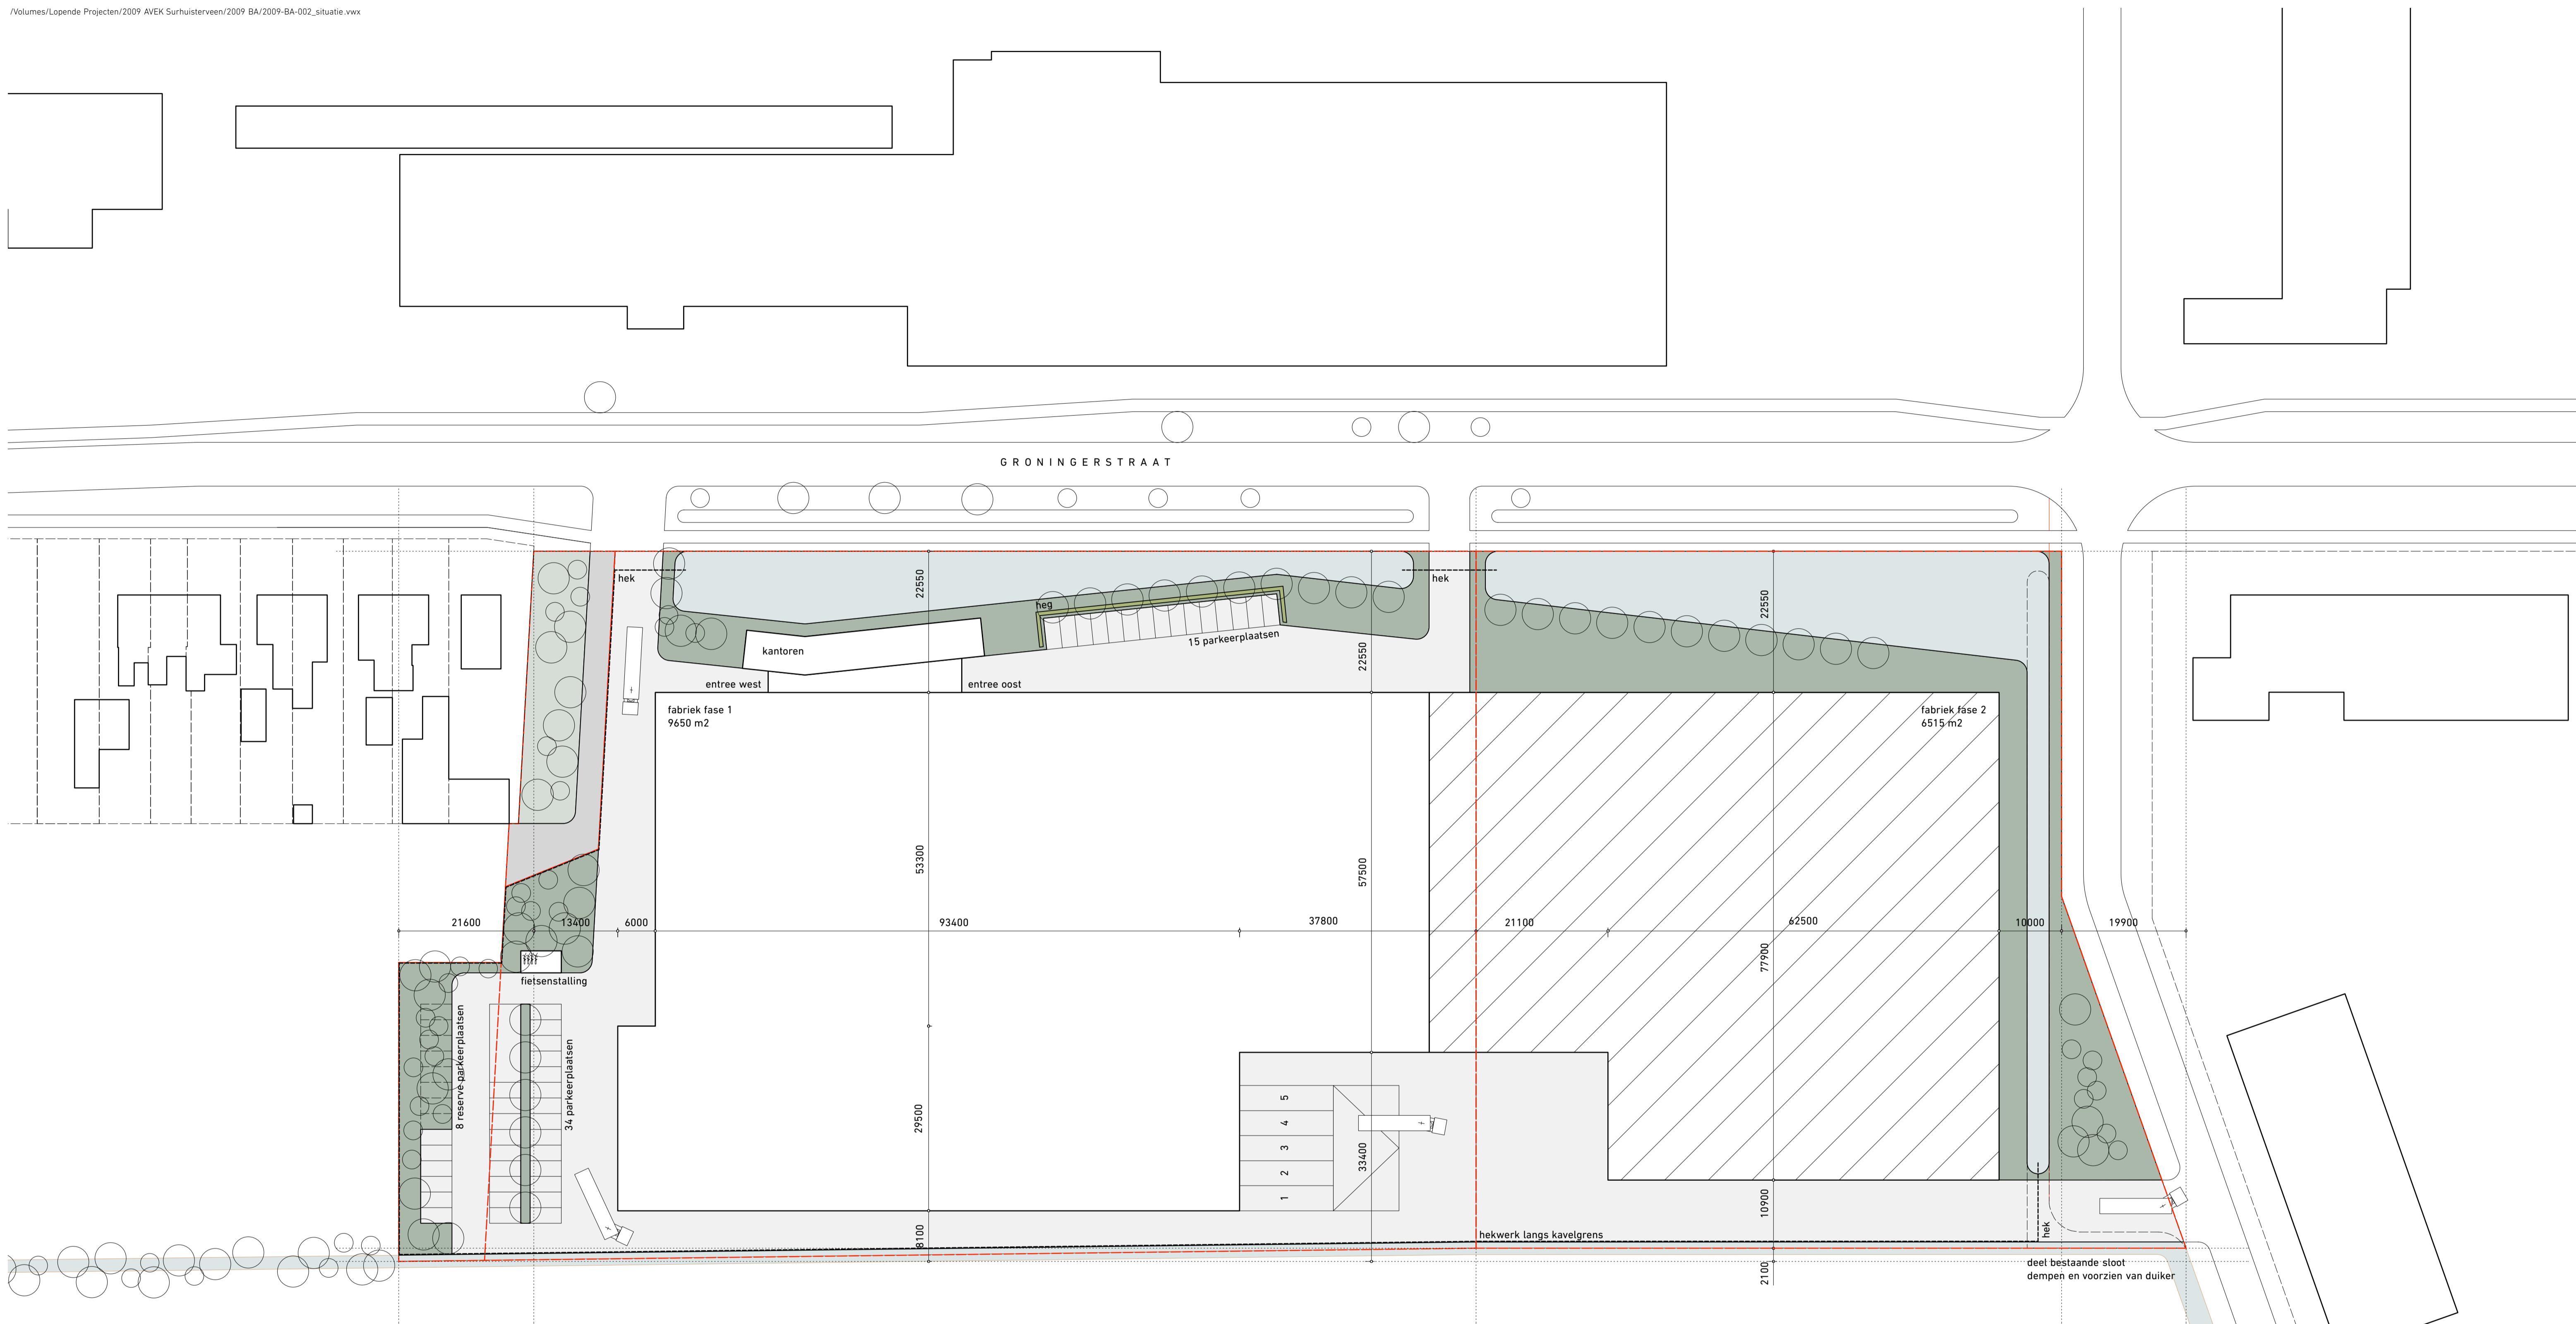 /Volumes/Lopende Projecten/2009 AVEK Surhuisterveen/2009 BA/2009-BA-002_situatie.vwx
GRONINGERSTRAAT
hek
hek
22550
22550
22550
heg
15 parkeerplaatsen
kantoren
entree west
entree oost
fabriek fase 1
9650 m2
fabriek fase 2
6515 m2
53300
57500
77900
21600
13400
6000
93400
37800
21100
62500
10000
19900
fietsenstalling
8 reserve parkeerplaatsen
34 parkeerplaatsen
29500
5
4
3
2
1
33400
10900
8100
hekwerk langs kavelgrens
hek
2100
deel bestaande sloot
dempen en voorzien van duiker